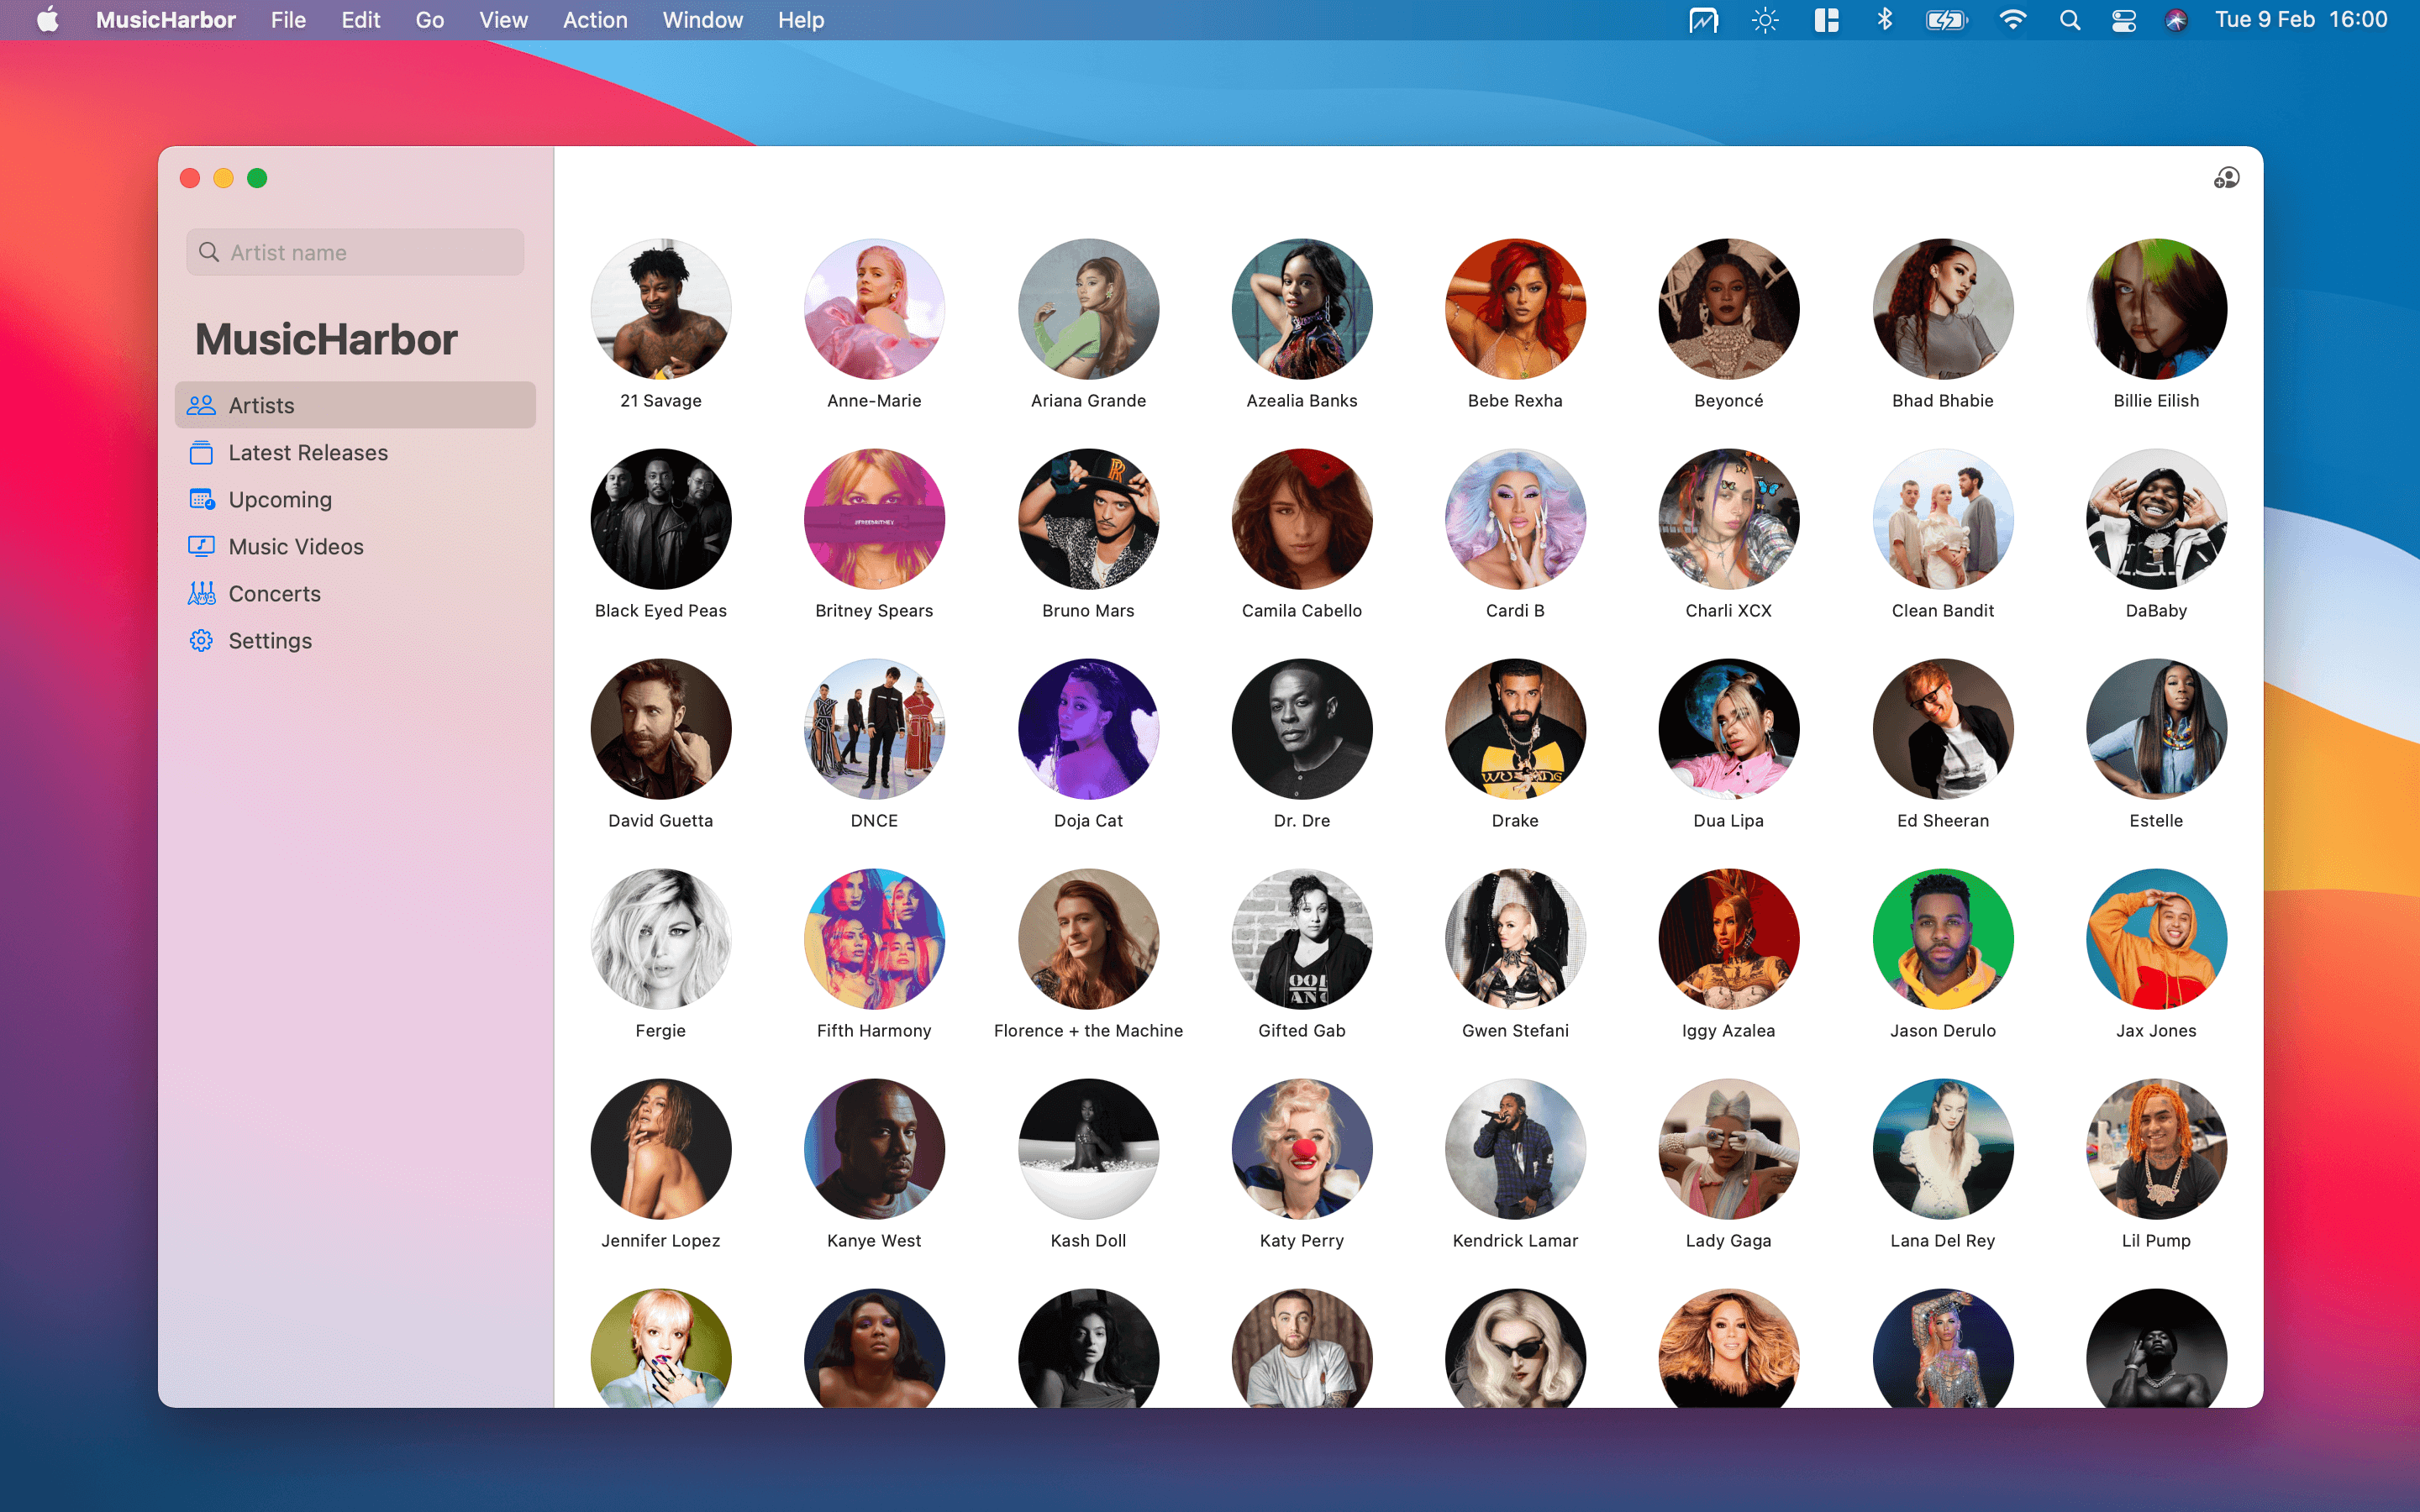 MusicHarbor File Edit Go View Action Window Help Tue 9 Feb 16:00
Artist name
MusicHarbor
Artists
Latest Releases
Upcoming
Music Videos
Concerts
Settings
21 Savage Anne-Marie Ariana Grande Azealia Banks Bebe Rexha Beyoncé Bhad Bhabie Billie Eilish
#FREEBRITNEY
Black Eyed Peas Britney Spears Bruno Mars Camila Cabello Cardi B Charli XCX Clean Bandit DaBaby
WU-TANG
David Guetta DNCE Doja Cat Dr. Dre Drake Dua Lipa Ed Sheeran Estelle
Fergie Fifth Harmony Florence + the Machine Gifted Gab Gwen Stefani Iggy Azalea Jason Derulo Jax Jones
Jennifer Lopez Kanye West Kash Doll Katy Perry Kendrick Lamar Lady Gaga Lana Del Rey Lil Pump